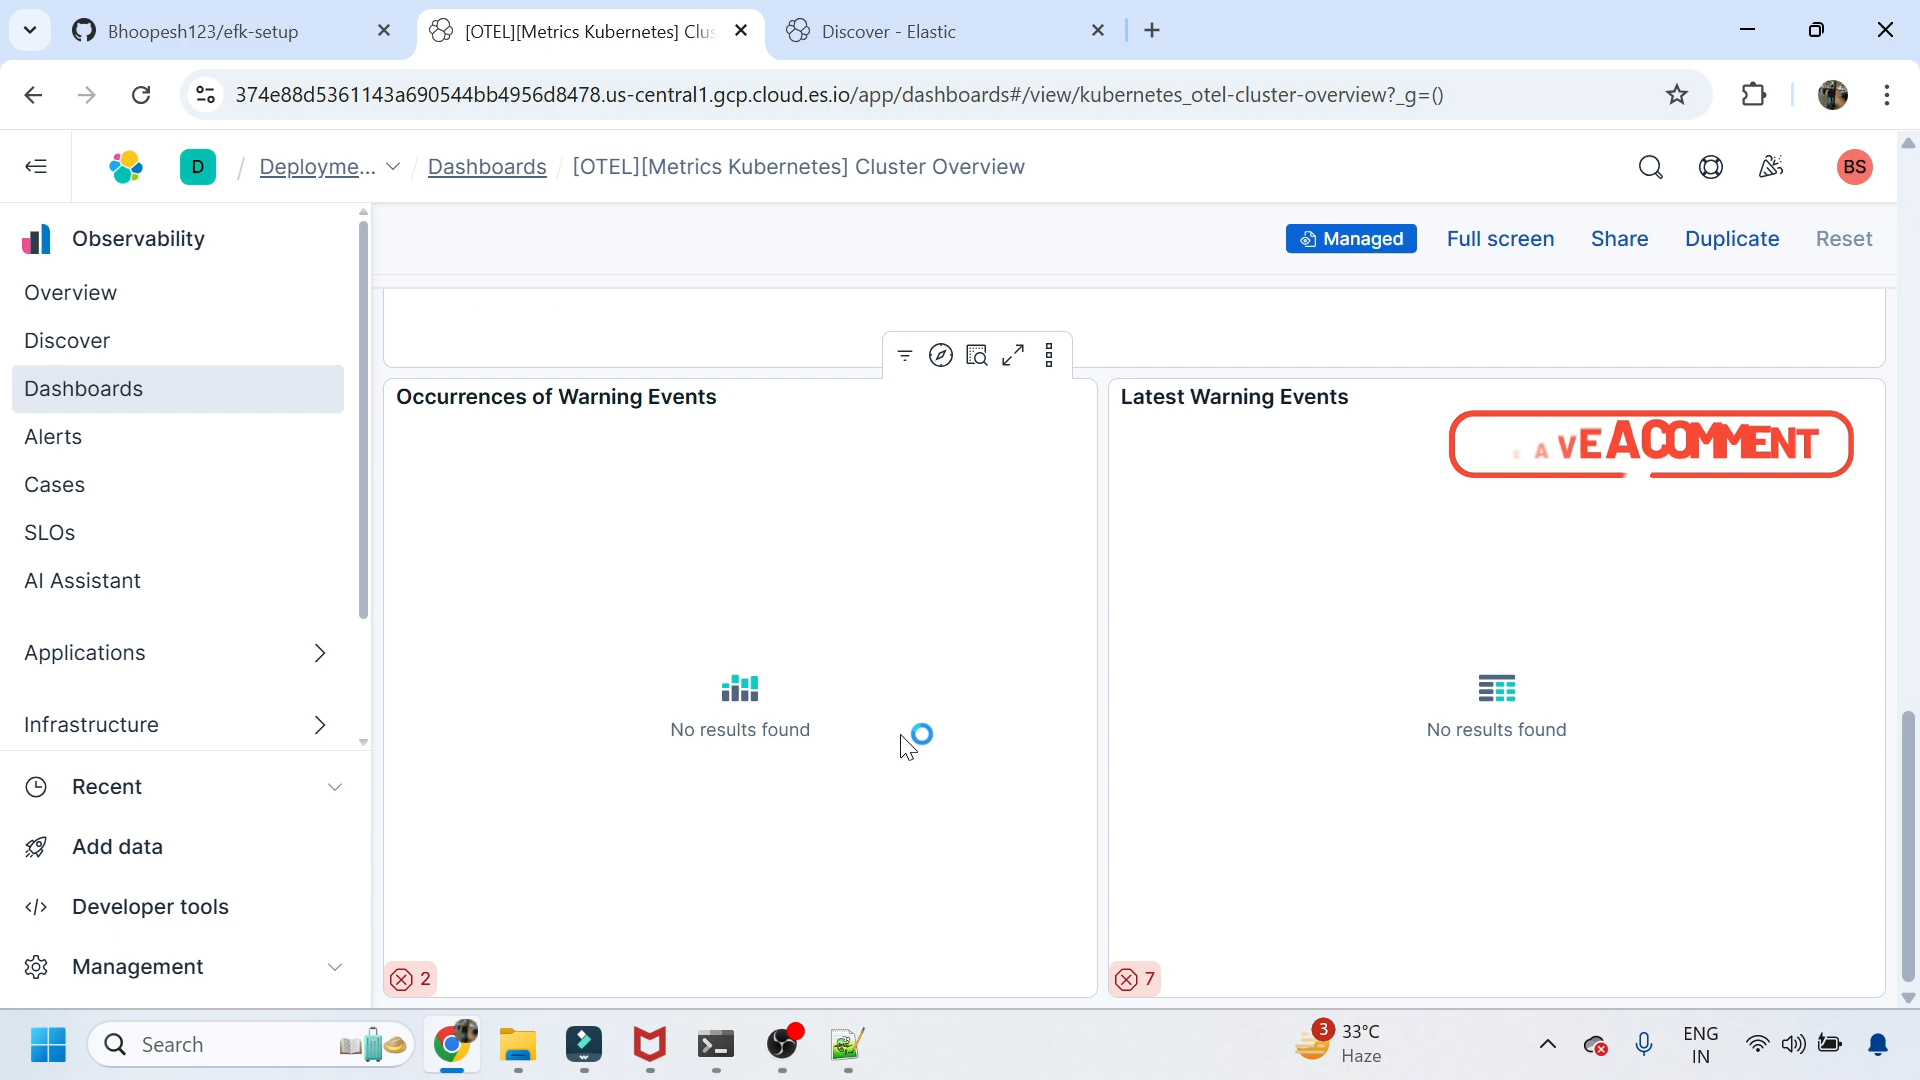 Bhoopesh123/efk-setup
[OTEL][Metrics Kubernetes] Clus
Discover - Elastic
374e88d5361143a690544bb4956d8478.us-central1.gcp.cloud.es.io/app/dashboards#/view/kubernetes_otel-cluster-overview?_g=()
D / Deployme... / Dashboards / [OTEL][Metrics Kubernetes] Cluster Overview
BS
Observability
Managed
Full screen
Share
Duplicate
Reset
Overview
Discover
Dashboards
Alerts
Cases
SLOs
AI Assistant
Applications
Infrastructure
Recent
Add data
Developer tools
Management
Occurrences of Warning Events
No results found
2
Latest Warning Events
EAVE A COMMENT
No results found
7
Search
3
33°C
Haze
ENG
IN